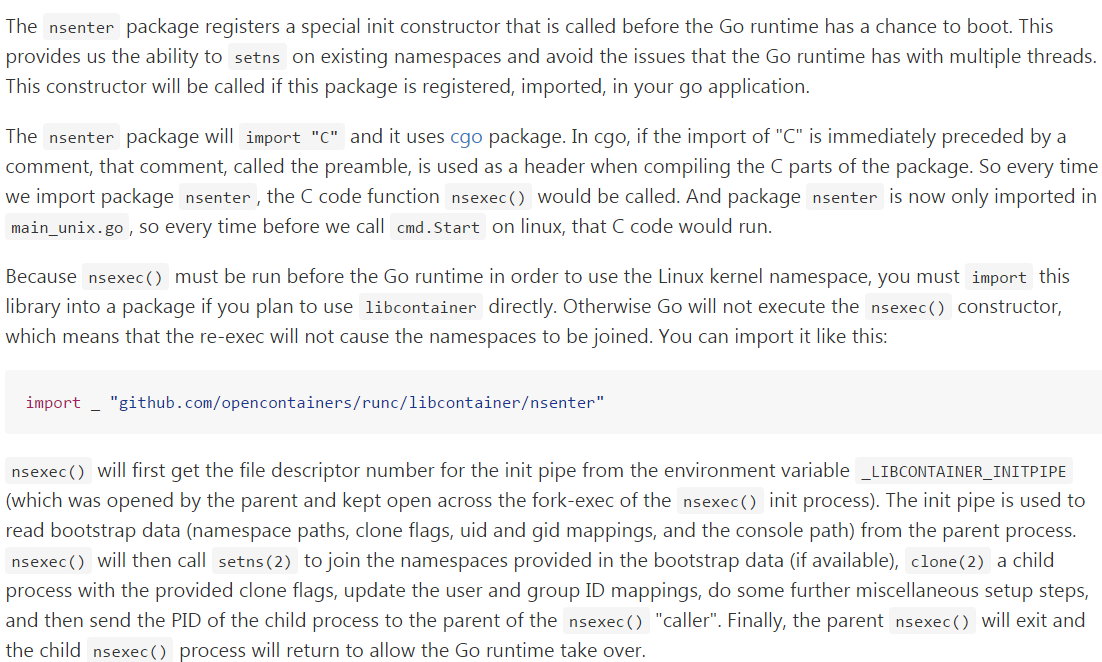 The nsenter package registers a special init constructor that is called before the Go runtime has a chance to boot. This
provides us the ability to setns on existing namespaces and avoid the issues that the Go runtime has with multiple threads.
This constructor will be called if this package is registered, imported, in your go application.
The nsenter package will import "C" and it uses cgo package. In cgo, if the import of "C" is immediately preceded by a
comment, that comment, called the preamble, is used as a header when compiling the C parts of the package. So every time
we import package nsenter , the C code function nsexec() would be called. And package nsenter is now only imported in
main_unix.go , so every time before we call cmd.Start on linux, that C code would run.
Because nsexec() must be run before the Go runtime in order to use the Linux kernel namespace, you must import this
library into a package if you plan to use libcontainer directly. Otherwise Go will not execute the nsexec() constructor,
which means that the re-exec will not cause the namespaces to be joined. You can import it like this:
import _ "github.com/opencontainers/runc/libcontainer/nsenter"
nsexec() will first get the file descriptor number for the init pipe from the environment variable _LIBCONTAINER_INITPIPE
(which was opened by the parent and kept open across the fork-exec of the nsexec() init process). The init pipe is used to
read bootstrap data (namespace paths, clone flags, uid and gid mappings, and the console path) from the parent process.
nsexec() will then call setns(2) to join the namespaces provided in the bootstrap data (if available), clone(2) a child
process with the provided clone flags, update the user and group ID mappings, do some further miscellaneous setup steps,
and then send the PID of the child process to the parent of the nsexec() "caller". Finally, the parent nsexec() will exit and
the child nsexec() process will return to allow the Go runtime take over.